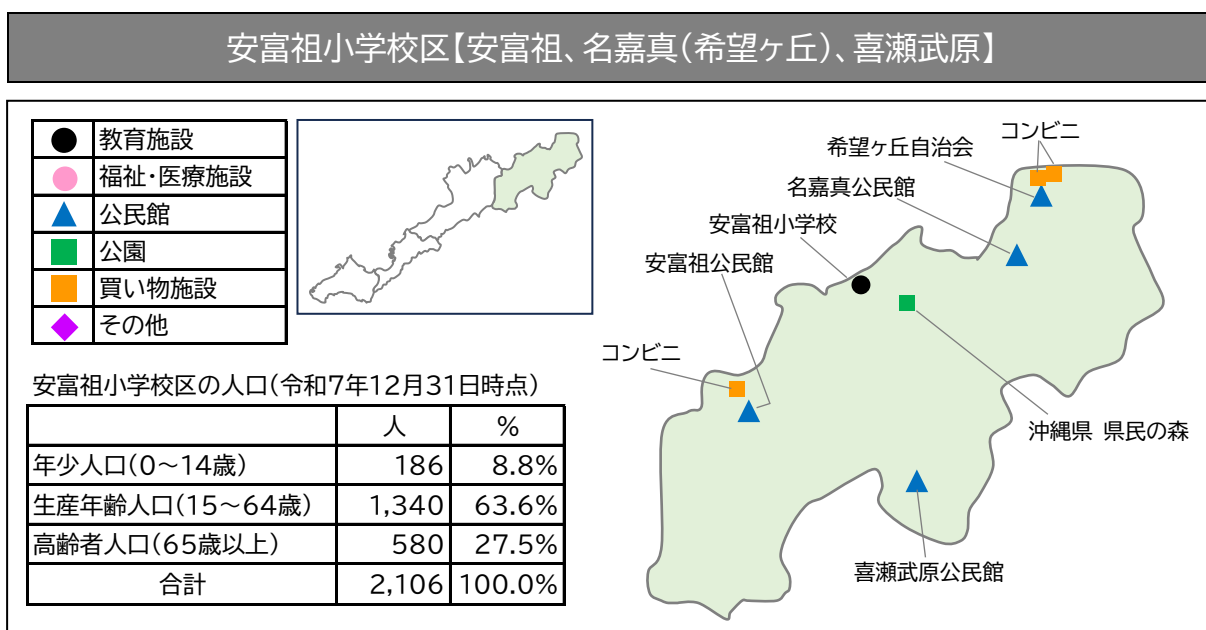 安富祖小学校区【安富祖、名嘉真(希望ヶ丘)、喜瀬武原】
教育施設
福祉・医療施設
公民館
公園
買い物施設
その他
コンビニ
希望ヶ丘自治会
名嘉真公民館
安富祖小学校
安富祖公民館
コンビニ
沖縄県 県民の森
喜瀬武原公民館
安富祖小学校区の人口(令和7年12月31日時点)
人 %
年少人口(0~14歳) 186 8.8%
生産年齢人口(15~64歳) 1,340 63.6%
高齢者人口(65歳以上) 580 27.5%
合計 2,106 100.0%